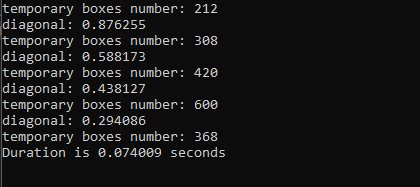 temporary boxes number: 212
diagonal: 0.876255
temporary boxes number: 308
diagonal: 0.588173
temporary boxes number: 420
diagonal: 0.438127
temporary boxes number: 600
diagonal: 0.294086
temporary boxes number: 368
Duration is 0.074009 seconds